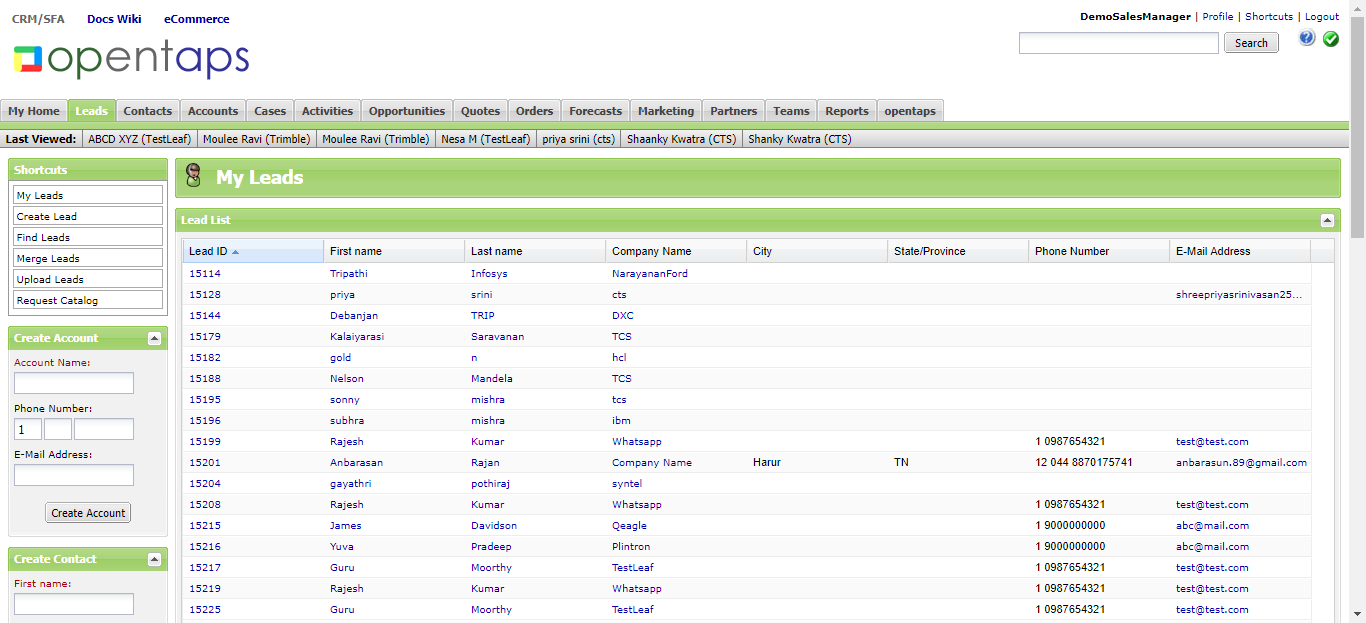 CRM/SFA Docs Wiki eCommerce
DemoSalesManager | Profile | Shortcuts | Logout
opentaps
Search
My Home Leads Contacts Accounts Cases Activities Opportunities Quotes Orders Forecasts Marketing Partners Teams Reports opentaps
Last Viewed: ABCD XYZ (TestLeaf) Moulee Ravi (Trimble) Moulee Ravi (Trimble) Nesa M (TestLeaf) priya srini (cts) Shaanky Kwatra (CTS) Shanky Kwatra (CTS)
Shortcuts
My Leads
Create Lead
Find Leads
Merge Leads
Upload Leads
Request Catalog
Create Account
Account Name:
Phone Number:
1
E-Mail Address:
Create Account
Create Contact
First name:
My Leads
Lead List
Lead ID First name Last name Company Name City State/Province Phone Number E-Mail Address
15114 Tripathi Infosys NarayananFord
15128 priya srini cts shreepriyasrinivasan25...
15144 Debanjan TRIP DXC
15179 Kalaiyarasi Saravanan TCS
15182 gold n hcl
15188 Nelson Mandela TCS
15195 sonny mishra tcs
15196 subhra mishra ibm
15199 Rajesh Kumar Whatsapp 1 0987654321 test@test.com
15201 Anbarasan Rajan Company Name Harur TN 12 044 8870175741 anbarasun.89@gmail.com
15204 gayathri pothiraj syntel
15208 Rajesh Kumar Whatsapp 1 0987654321 test@test.com
15215 James Davidson Qeagle 1 9000000000 abc@mail.com
15216 Yuva Pradeep Plintron 1 9000000000 abc@mail.com
15217 Guru Moorthy TestLeaf 1 0987654321 test@test.com
15219 Rajesh Kumar Whatsapp 1 0987654321 test@test.com
15225 Guru Moorthy TestLeaf 1 0987654321 test@test.com